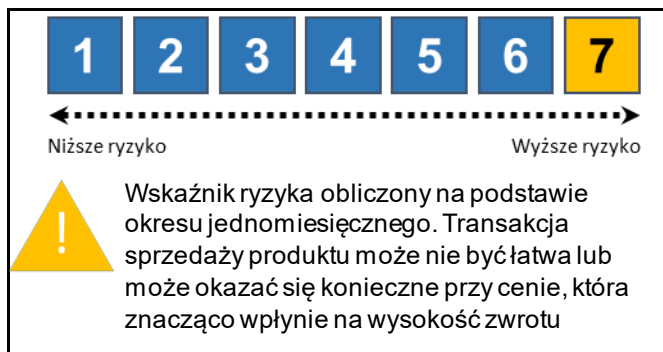 1 2 3 4 5 6 7
Niższe ryzyko Wyższe ryzyko
!
Wskaźnik ryzyka obliczony na podstawie
okresu jednomiesięcznego. Transakcja
sprzedaży produktu może nie być łatwa lub
może okazać się konieczne przy cenie, która
znacząco wpłynie na wysokość zwrotu